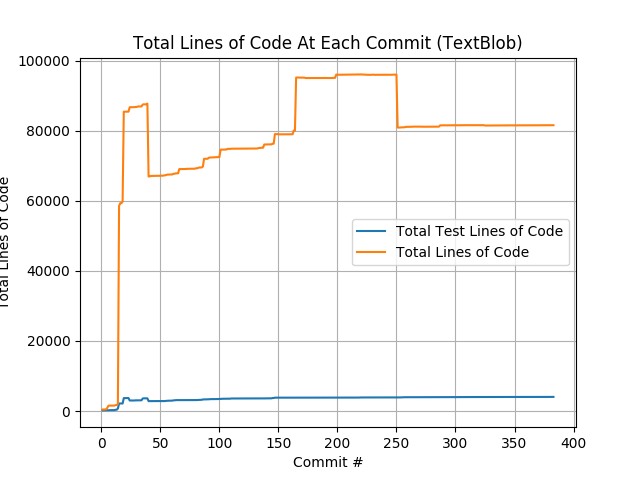 Total Lines of Code At Each Commit (TextBlob)
Total Lines of Code
100000
80000
60000
40000
20000
0
Total Test Lines of Code
Total Lines of Code
0 50 100 150 200 250 300 350 400
Commit #